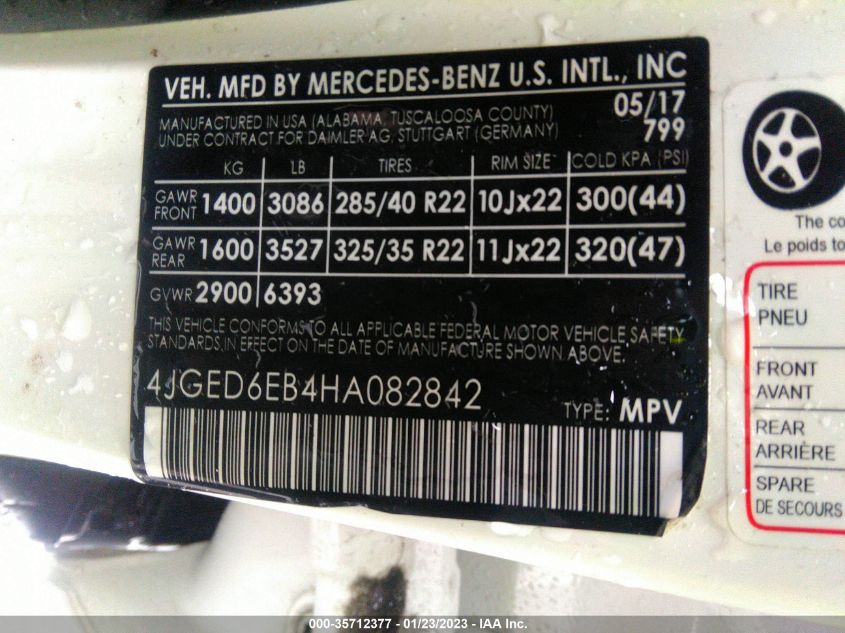 VEH. MFD BY MERCEDES-BENZ U.S. INTL., INC
05/17
MANUFACTURED IN USA (ALABAMA, TUSCALOOSA COUNTY)
UNDER CONTRACT FOR DAIMLER AG, STUTTGART (GERMANY) 799
KG LB TIRES RIM SIZE COLD KPA (PSI)
GAWR FRONT 1400 3086 285/40 R22 10Jx22 300(44)
GAWR REAR 1600 3527 325/35 R22 11Jx22 320(47)
GVWR 2900 6393
THIS VEHICLE CONFORMS TO ALL APPLICABLE FEDERAL MOTOR VEHICLE SAFETY
STANDARDS IN EFFECT ON THE DATE OF MANUFACTURE SHOWN ABOVE.
4JGED6EB4HA082842
TYPE: MPV
The co
Le poids to
TIRE
PNEU
FRONT
AVANT
REAR
ARRIÈRE
SPARE
DE SECOURS
000-35712377 - 01/23/2023 - IAA Inc.